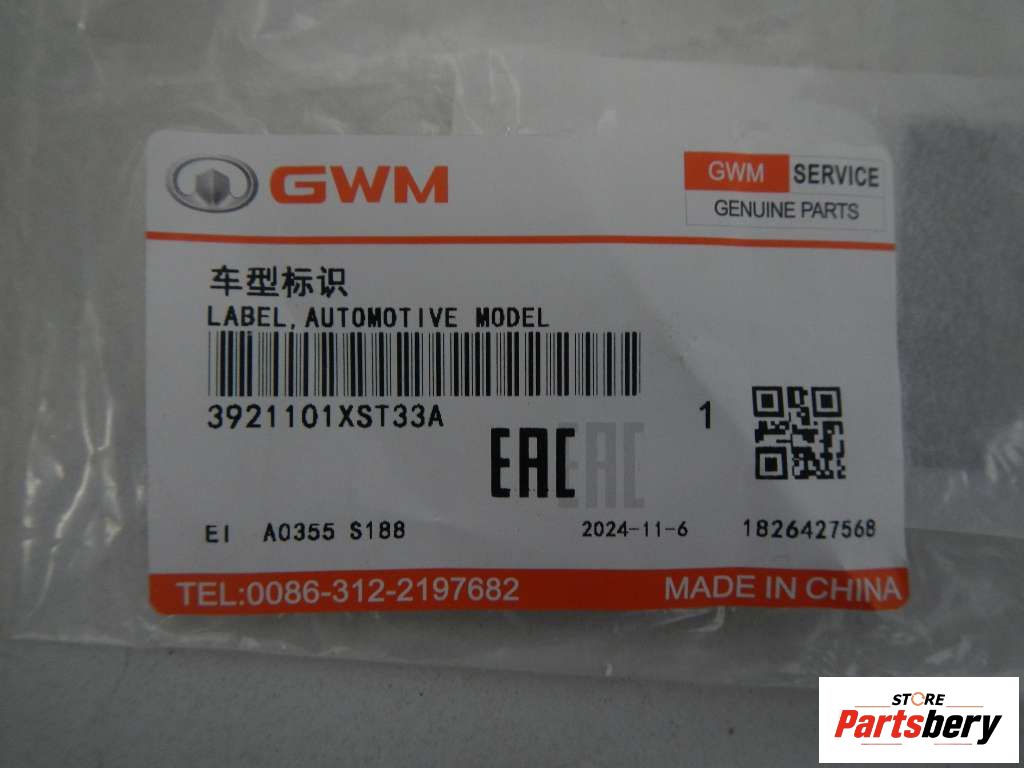 GWM
GWM SERVICE
GENUINE PARTS
车型标识
LABEL,AUTOMOTIVE MODEL
3921101XST33A
1
EAC EAC
EI A0355 S188
2024-11-6
1826427568
TEL:0086-312-2197682
MADE IN CHINA
STORE
Partsbery